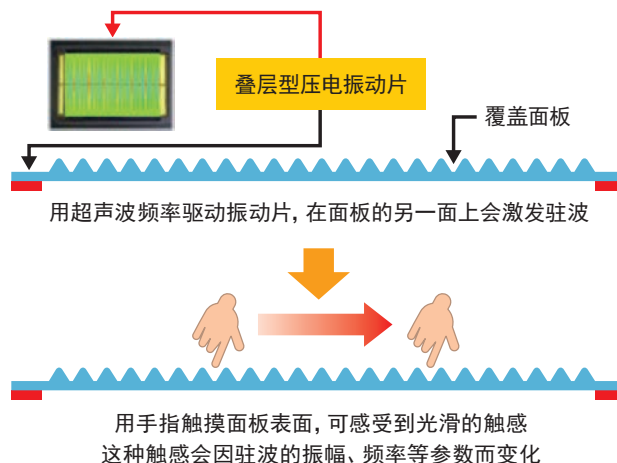 叠层型压电振动片
覆盖面板
用超声波频率驱动振动片，在面板的另一面上会激发驻波
用手指触摸面板表面，可感受到光滑的触感
这种触感会因驻波的振幅、频率等参数而变化